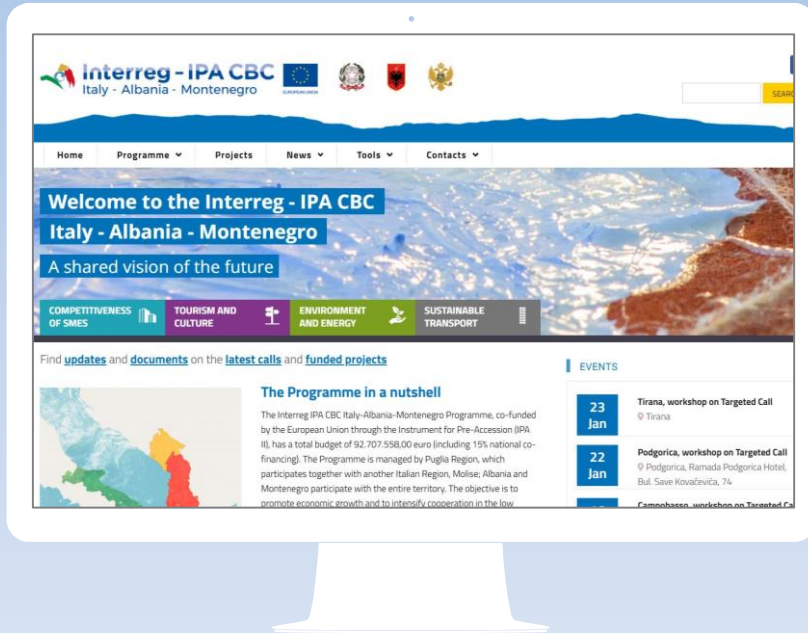 Interreg - IPA CBC
Italy - Albania - Montenegro
EUROPEAN UNION
Home Programme Projects News Tools Contacts
Welcome to the Interreg - IPA CBC
Italy - Albania - Montenegro
A shared vision of the future
COMPETITIVENESS
OF SMES
TOURISM AND
CULTURE
ENVIRONMENT
AND ENERGY
SUSTAINABLE
TRANSPORT
Find updates and documents on the latest calls and funded projects
The Programme in a nutshell
The Interreg IPA CBC Italy-Albania-Montenegro Programme, co-funded
by the European Union through the Instrument for Pre-Accession (IPA
II), has a total budget of 92.707.558,00 euro (including 15% national co-
financing). The Programme is managed by Puglia Region, which
participates together with another Italian Region, Molise; Albania and
Montenegro participate with the entire territory. The objective is to
promote economic growth and to intensify cooperation in the low
EVENTS
23
Jan
Tirana, workshop on Targeted Call
Tirana
22
Jan
Podgorica, workshop on Targeted Call
Podgorica, Ramada Podgorica Hotel,
Bul. Save Kovačevića, 74
Campobasso, workshop on Targeted